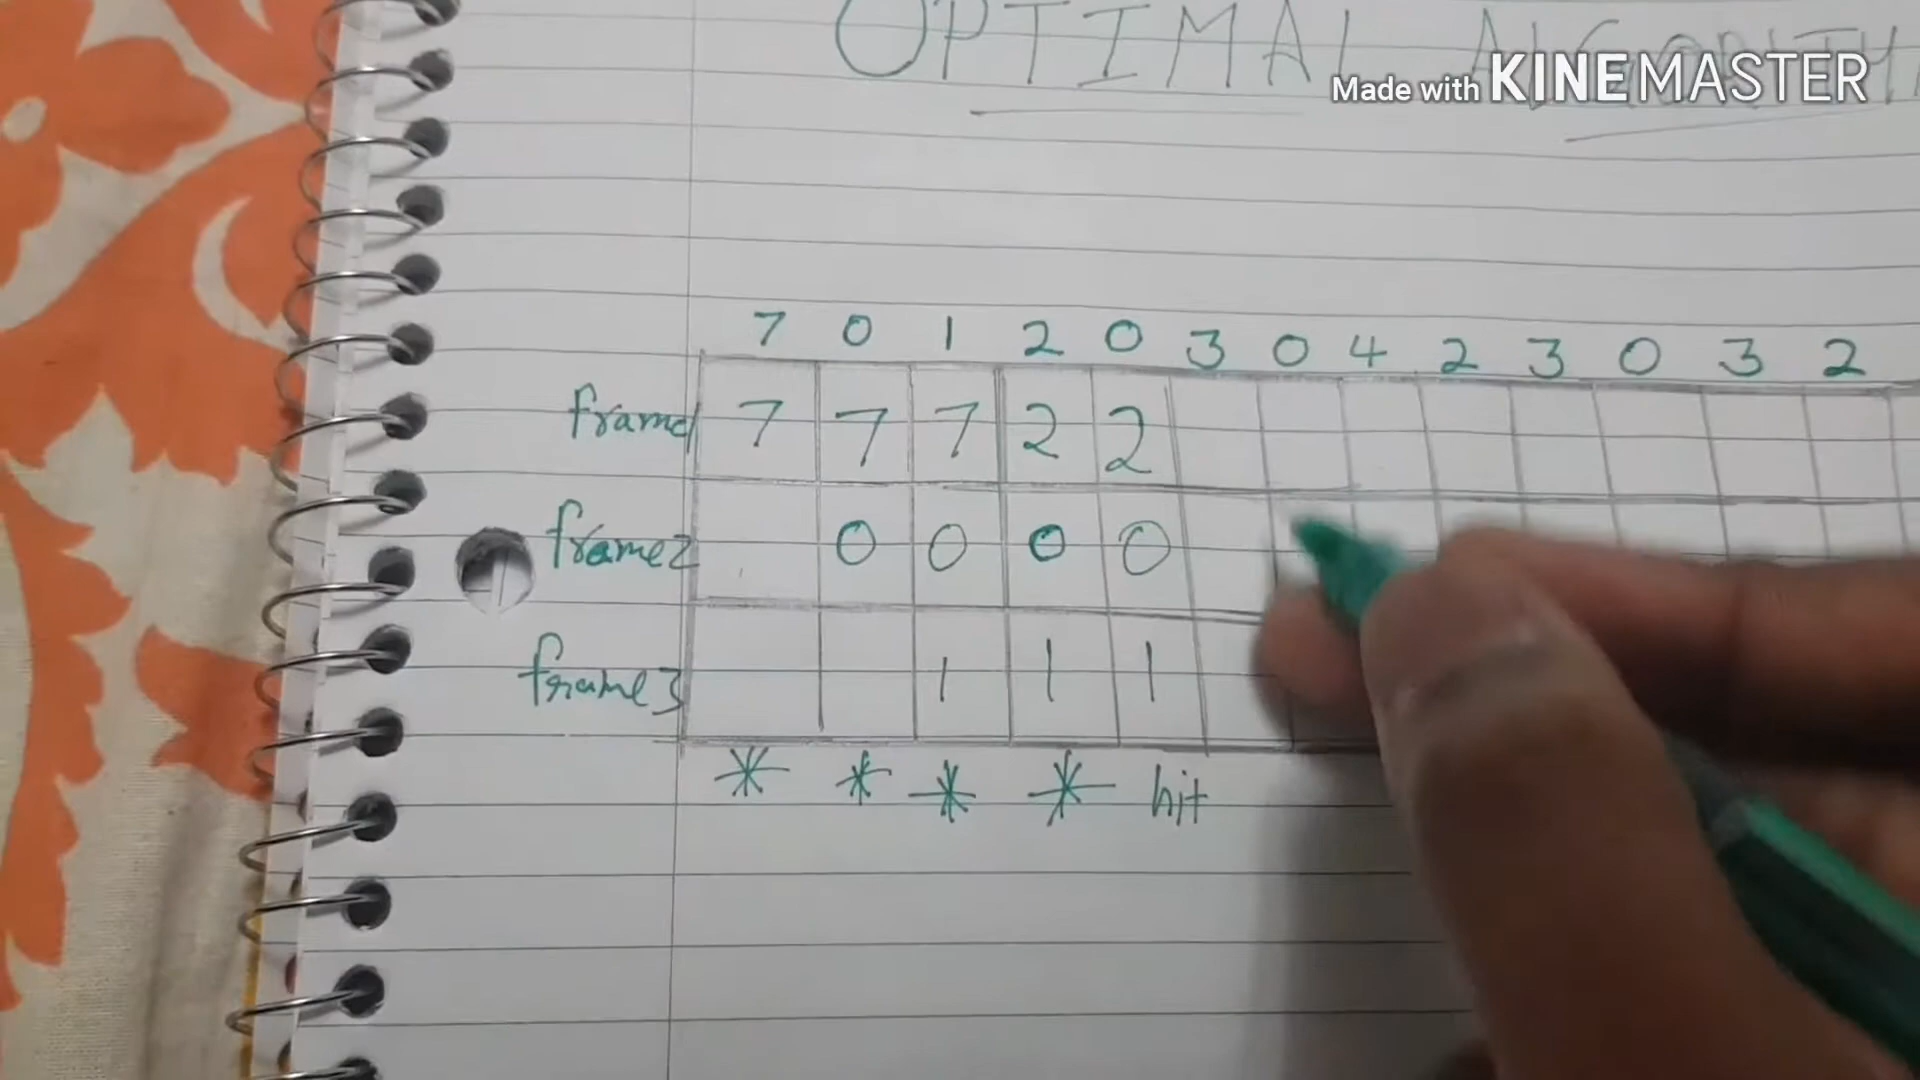 OPTIMAL ALGORITH
Made with KINEMASTER
7 0 1 2 0 3 0 4 2 3 0 3 2
frame1 7 7 7 2 2
frame2 0 0 0 0
frame3 1 1 1
* * * * hit